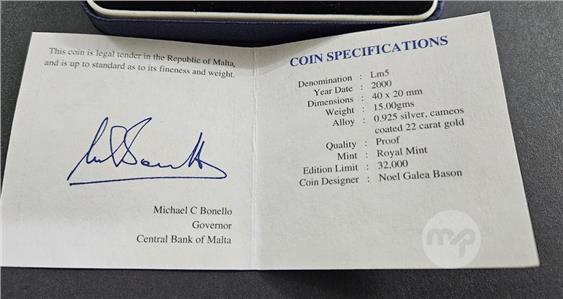 This coin is legal tender in the Republic of Malta,
and is up to standard as to its fineness and weight.
Michael C Bonello
Governor
Central Bank of Malta
COIN SPECIFICATIONS
Denomination : Lm5
Year Date : 2000
Dimensions : 40 x 20 mm
Weight : 15.00gms
Alloy : 0.925 silver, cameos
coated 22 carat gold
Quality : Proof
Mint : Royal Mint
Edition Limit : 32,000
Coin Designer : Noel Galea Bason